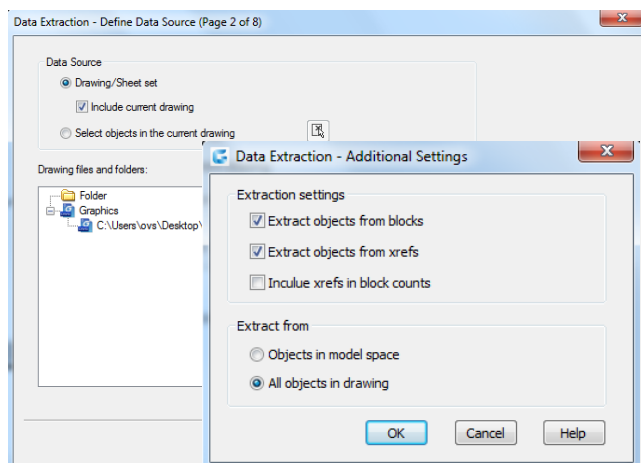 Data Extraction - Define Data Source (Page 2 of 8)
Data Source
Drawing/Sheet set
Include current drawing
Select objects in the current drawing
Drawing files and folders:
Folder
Graphics
C:\Users\ovs\Desktop\
Data Extraction - Additional Settings
Extraction settings
Extract objects from blocks
Extract objects from xrefs
Inculue xrefs in block counts
Extract from
Objects in model space
All objects in drawing
OK
Cancel
Help